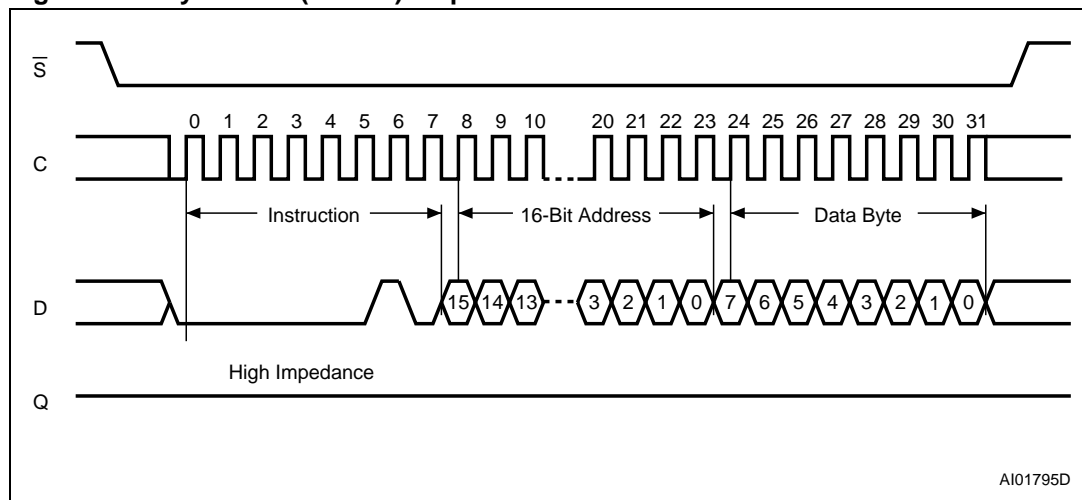 S
0 1 2 3 4 5 6 7 8 9 10 20 21 22 23 24 25 26 27 28 29 30 31
C
Instruction 16-Bit Address Data Byte
D 15 14 13 3 2 1 0 7 6 5 4 3 2 1 0
High Impedance
Q
AI01795D